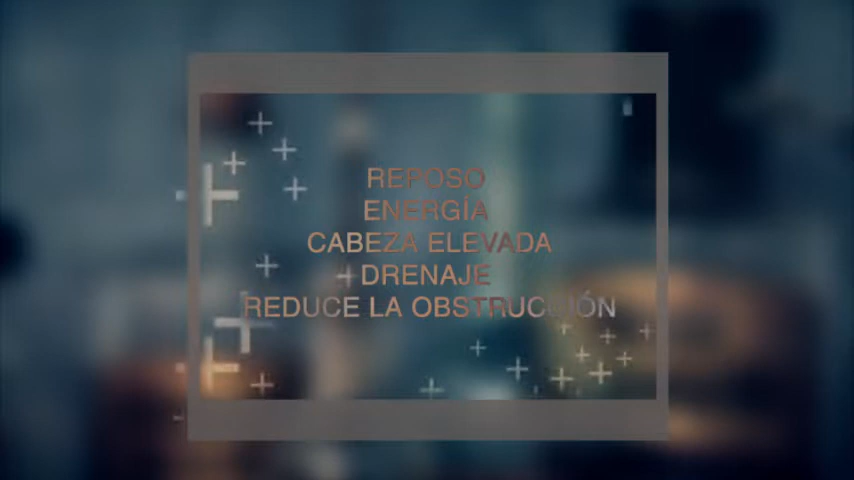 REPOSO
ENERGÍA
CABEZA ELEVADA
DRENAJE
REDUCE LA OBSTRUCCIÓN